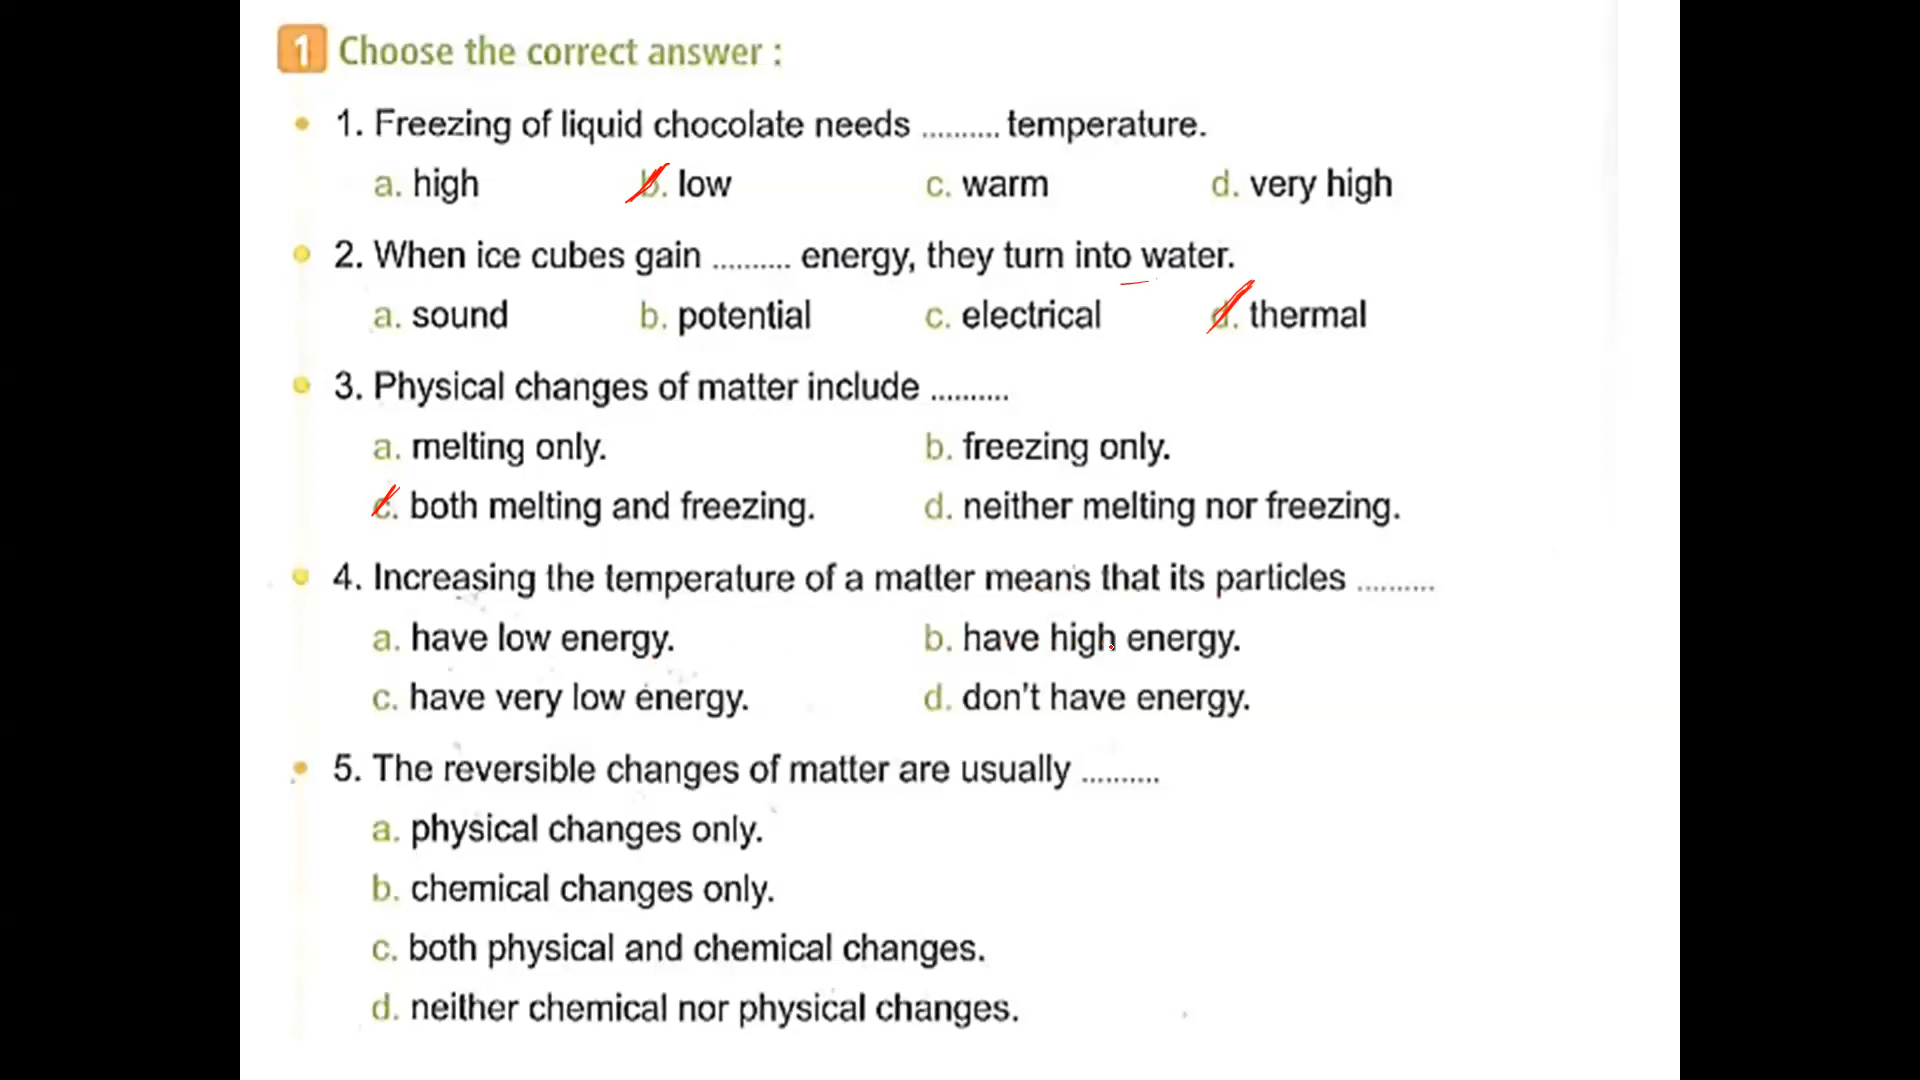 1 Choose the correct answer :
1. Freezing of liquid chocolate needs .......... temperature.
a. high b. low c. warm d. very high
2. When ice cubes gain .......... energy, they turn into water.
a. sound b. potential c. electrical d. thermal
3. Physical changes of matter include ..........
a. melting only. b. freezing only.
c. both melting and freezing. d. neither melting nor freezing.
4. Increasing the temperature of a matter means that its particles ..........
a. have low energy. b. have high energy.
c. have very low energy. d. don't have energy.
5. The reversible changes of matter are usually ..........
a. physical changes only.
b. chemical changes only.
c. both physical and chemical changes.
d. neither chemical nor physical changes.